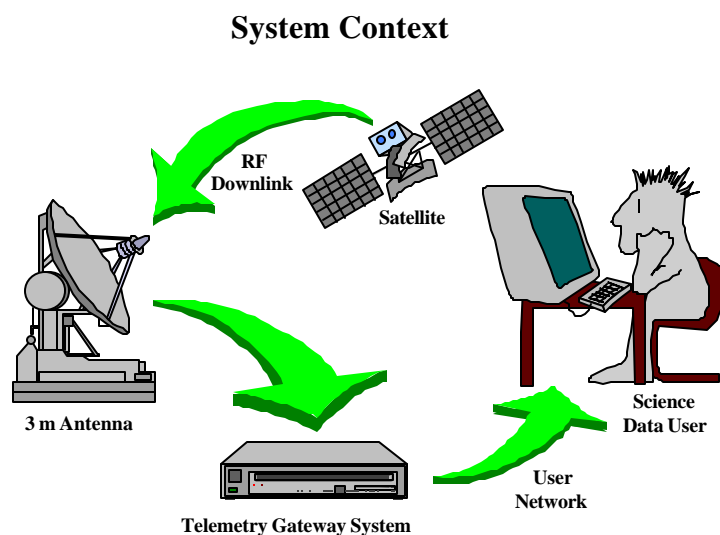 System Context
RF
Downlink
Satellite
3 m Antenna
Science
Data User
User
Network
Telemetry Gateway System